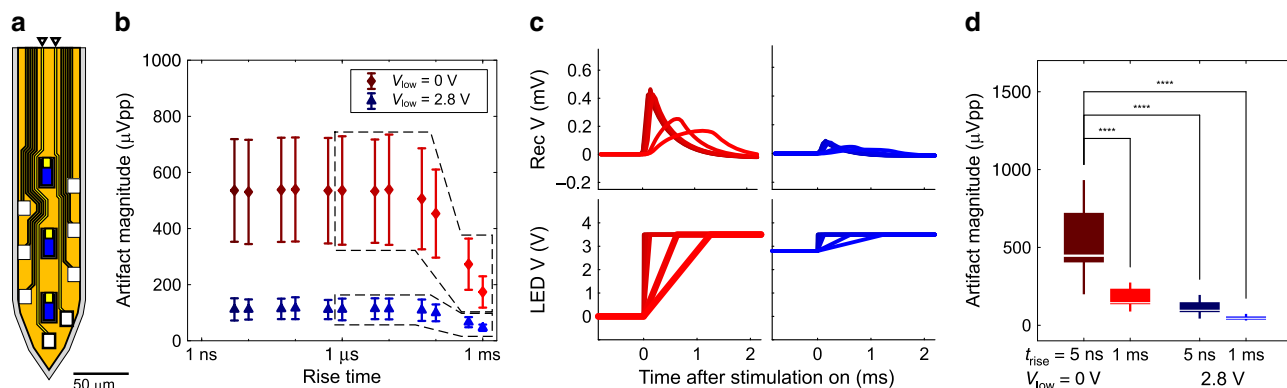 a
50 µm
b
Artifact magnitude (µVpp)
1000
800
600
400
200
0
V_low = 0 V
V_low = 2.8 V
1 ns
1 µs
1 ms
Rise time
c
Rec V (mV)
0.6
0.4
0.2
0
−0.2
LED V (V)
4
3
2
1
0
0 1 2
0 1 2
Time after stimulation on (ms)
d
Artifact magnitude (µVpp)
1500
1000
500
0
****
****
****
t_rise = 5 ns 1 ms 5 ns 1 ms
V_low = 0 V 2.8 V